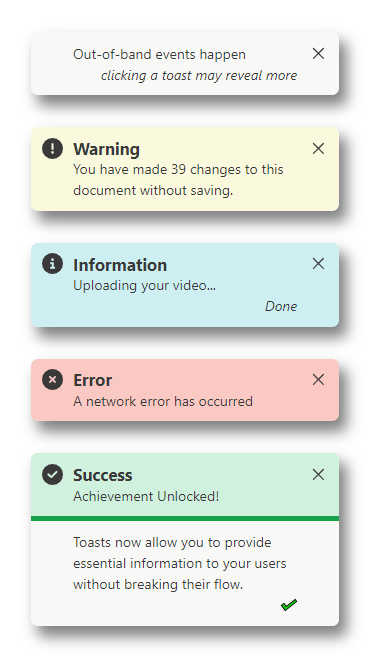 Out-of-band events happen
clicking a toast may reveal more
Warning
You have made 39 changes to this
document without saving.
Information
Uploading your video...
Done
Error
A network error has occurred
Success
Achievement Unlocked!
Toasts now allow you to provide
essential information to your users
without breaking their flow.